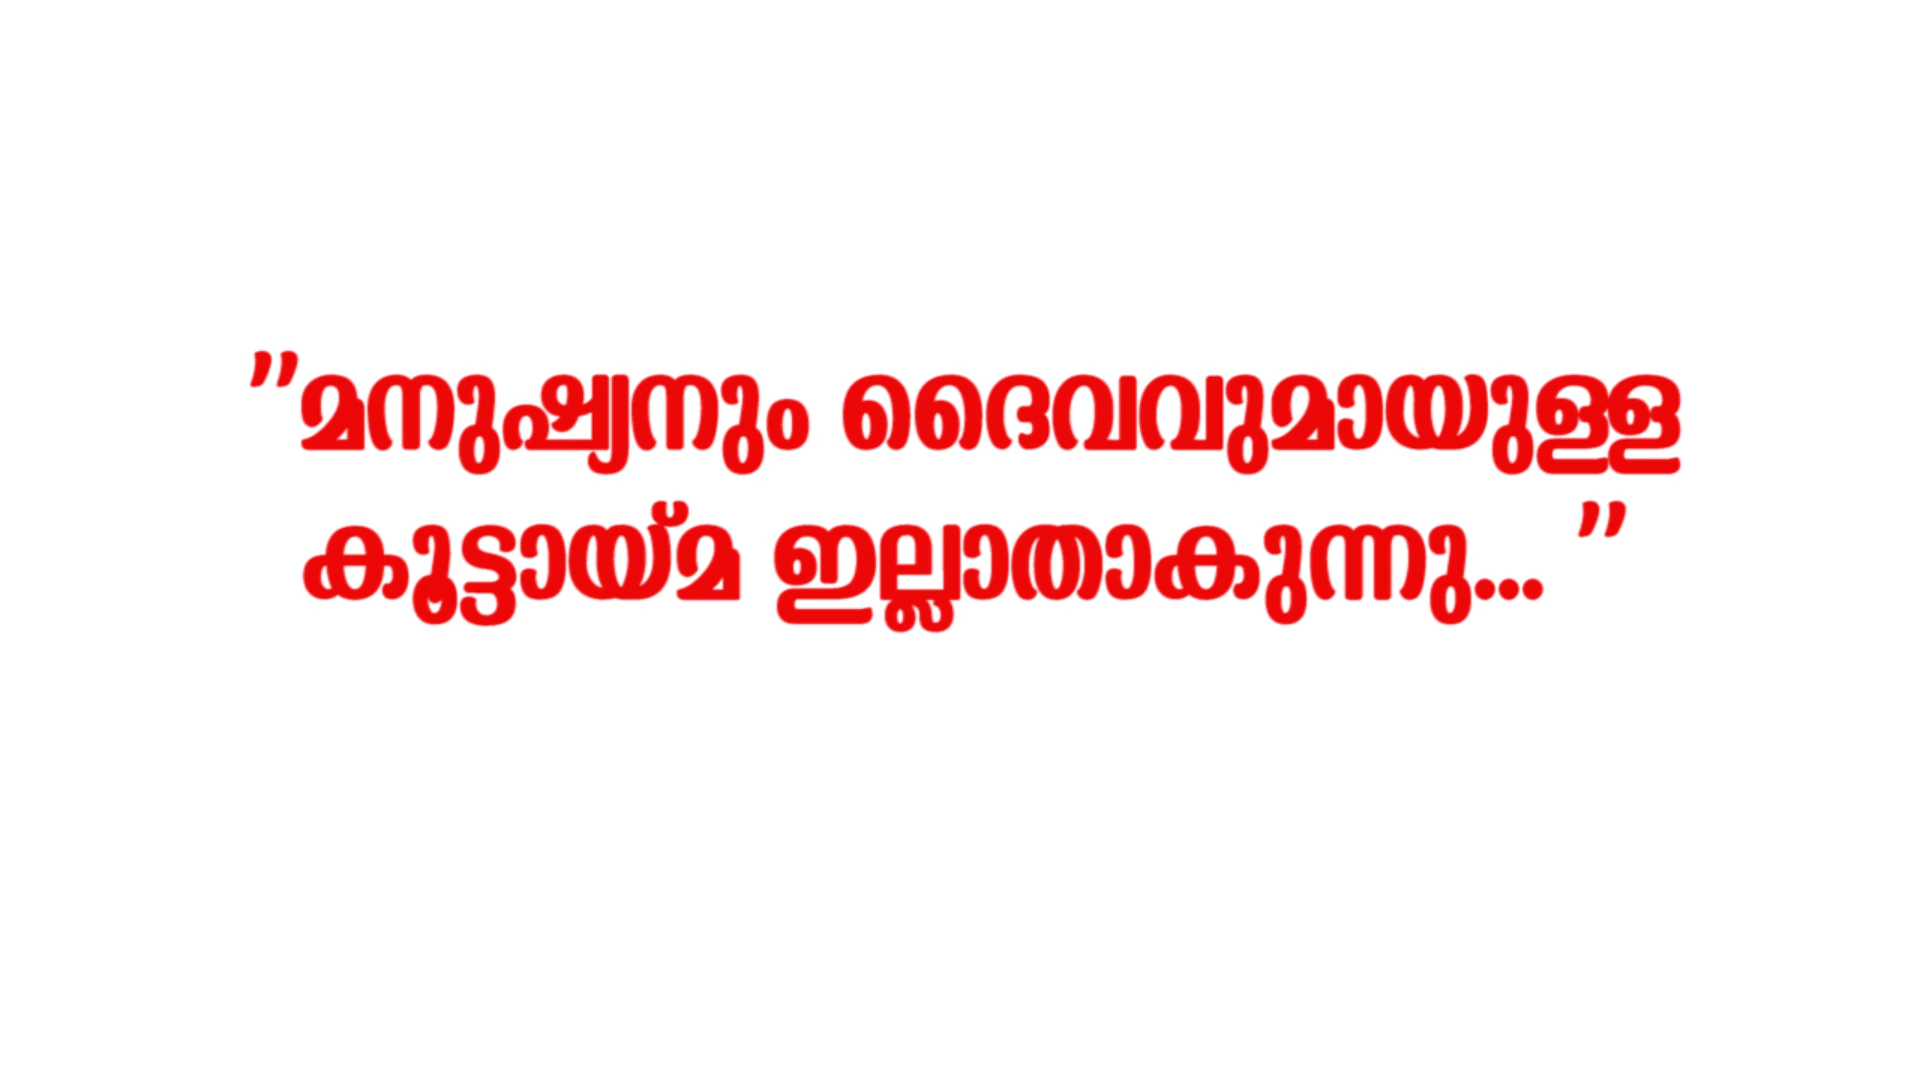 "മനുഷ്യനും ദൈവവുമായുള്ള
കൂട്ടായ്മ ഇല്ലാതാകുന്നു... "